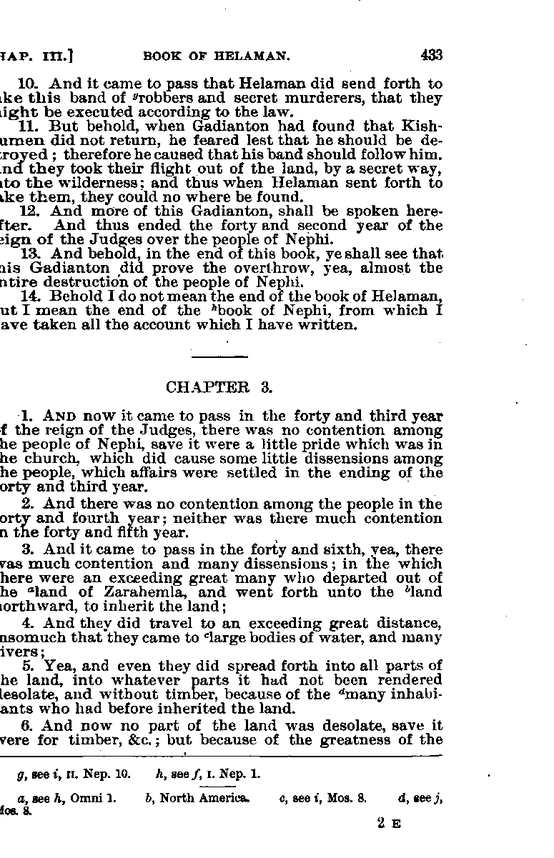 HAP. III.] BOOK OF HELAMAN. 433
10. And it came to pass that Helaman did send forth to
ake this band of ᵍrobbers and secret murderers, that they
ight be executed according to the law.
11. But behold, when Gadianton had found that Kish-
umen did not return, he feared lest that he should be de-
troyed; therefore he caused that his band should follow him.
nd they took their flight out of the land, by a secret way,
to the wilderness; and thus when Helaman sent forth to
ke them, they could no where be found.
12. And more of this Gadianton, shall be spoken here-
fter. And thus ended the forty and second year of the
eign of the Judges over the people of Nephi.
13. And behold, in the end of this book, ye shall see that
his Gadianton did prove the overthrow, yea, almost the
ntire destruction of the people of Nephi.
14. Behold I do not mean the end of the book of Helaman,
ut I mean the end of the ʰbook of Nephi, from which I
ave taken all the account which I have written.
CHAPTER 3.
1. AND now it came to pass in the forty and third year
f the reign of the Judges, there was no contention among
he people of Nephi, save it were a little pride which was in
he church, which did cause some little dissensions among
he people, which affairs were settled in the ending of the
orty and third year.
2. And there was no contention among the people in the
orty and fourth year; neither was there much contention
n the forty and fifth year.
3. And it came to pass in the forty and sixth, yea, there
was much contention and many dissensions; in the which
here were an exceeding great many who departed out of
he ᵃland of Zarahemla, and went forth unto the ᵇland
northward, to inherit the land;
4. And they did travel to an exceeding great distance,
nsomuch that they came to ᶜlarge bodies of water, and many
ivers;
5. Yea, and even they did spread forth into all parts of
he land, into whatever parts it had not been rendered
desolate, and without timber, because of the ᵈmany inhabi-
ants who had before inherited the land.
6. And now no part of the land was desolate, save it
were for timber, &c.; but because of the greatness of the
g, see i, II. Nep. 10. h, see f, I. Nep. 1.
a, see h, Omni 1. b, North America. c, see i, Mos. 8. d, see j,
Mos. 8.
2 E